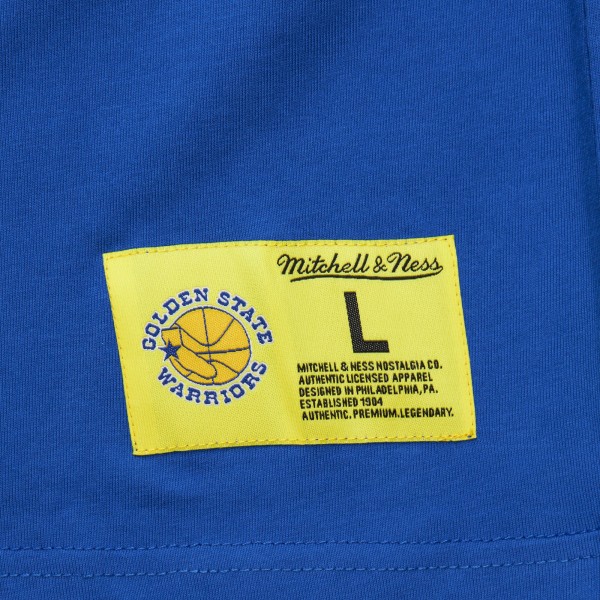 Mitchell & Ness
GOLDEN STATE
WARRIORS
L
MITCHELL & NESS NOSTALGIA CO.
AUTHENTIC LICENSED APPAREL
DESIGNED IN PHILADELPHIA, PA.
ESTABLISHED 1904
AUTHENTIC. PREMIUM. LEGENDARY.